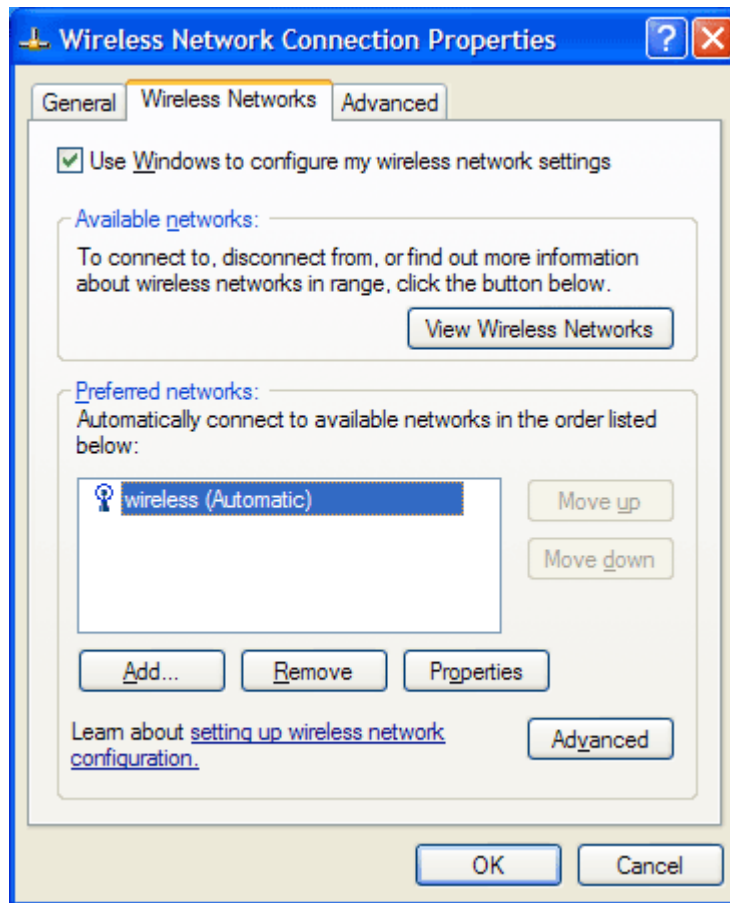 Wireless Network Connection Properties
General Wireless Networks Advanced
Use Windows to configure my wireless network settings
Available networks:
To connect to, disconnect from, or find out more information
about wireless networks in range, click the button below.
View Wireless Networks
Preferred networks:
Automatically connect to available networks in the order listed
below:
wireless (Automatic)
Move up
Move down
Add... Remove Properties
Learn about setting up wireless network
configuration.
Advanced
OK Cancel